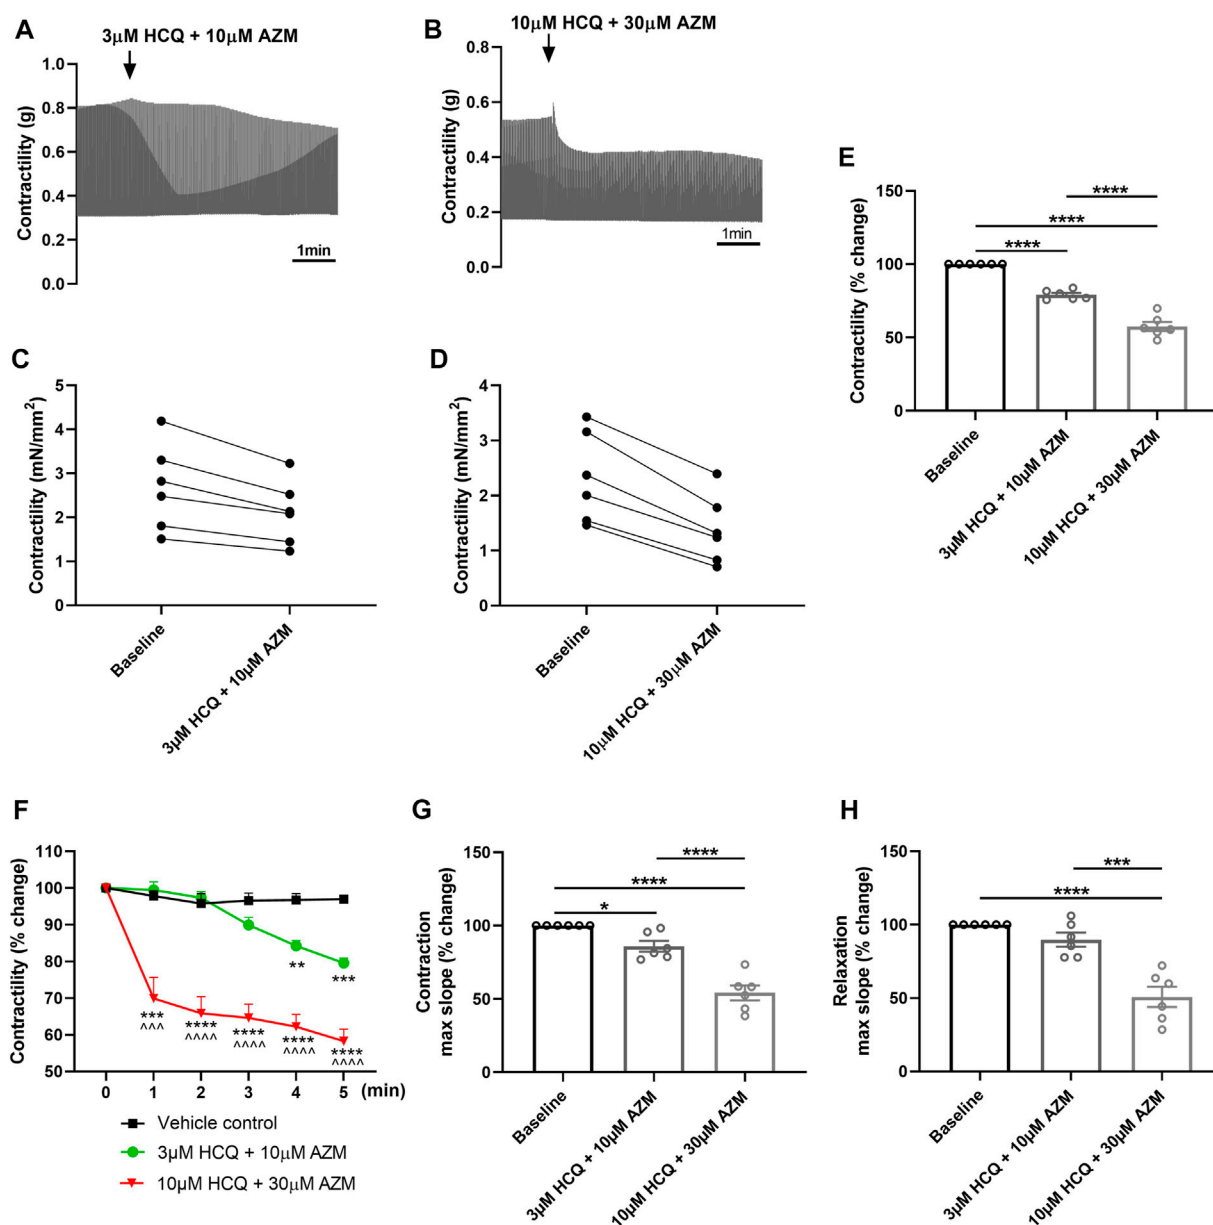 A
3μM HCQ + 10μM AZM
Contractility (g)
1.0
0.8
0.6
0.4
0.2
0.0
1min
B
10μM HCQ + 30μM AZM
Contractility (g)
0.8
0.6
0.4
0.2
0.0
1min
C
Contractility (mN/mm²)
5
4
3
2
1
0
Baseline
3μM HCQ + 10μM AZM
D
Contractility (mN/mm²)
4
3
2
1
0
Baseline
10μM HCQ + 30μM AZM
E
Contractility (% change)
150
100
50
0
****
****
****
Baseline
3μM HCQ + 10μM AZM
10μM HCQ + 30μM AZM
F
Contractility (% change)
110
100
90
80
70
60
50
**
***
***
^^^
****
^^^^
****
^^^^
****
^^^^
****
^^^^
0 1 2 3 4 5 (min)
Vehicle control
3μM HCQ + 10μM AZM
10μM HCQ + 30μM AZM
G
Contraction
max slope (% change)
150
100
50
0
****
****
*
Baseline
3μM HCQ + 10μM AZM
10μM HCQ + 30μM AZM
H
Relaxation
max slope (% change)
150
100
50
0
***
****
Baseline
3μM HCQ + 10μM AZM
10μM HCQ + 30μM AZM